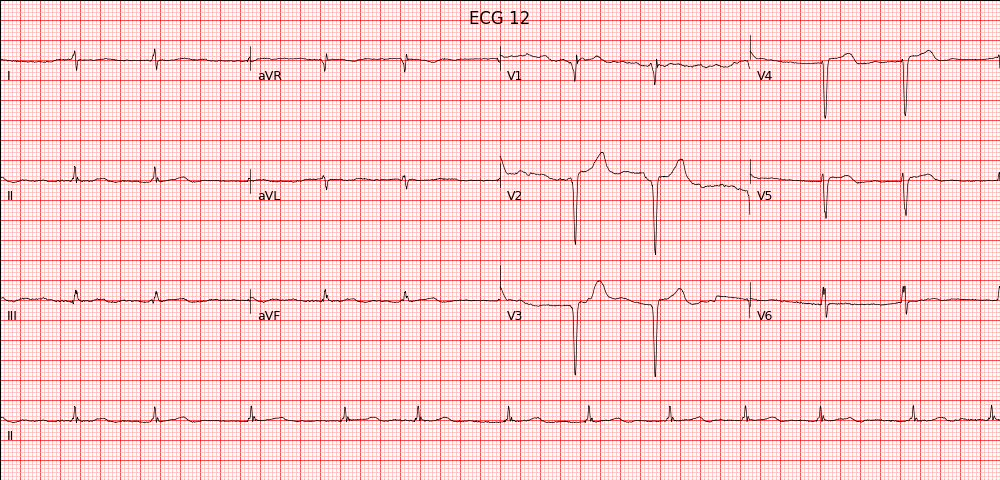 ECG 12
I aVR V1 V4
II aVL V2 V5
III aVF V3 V6
II